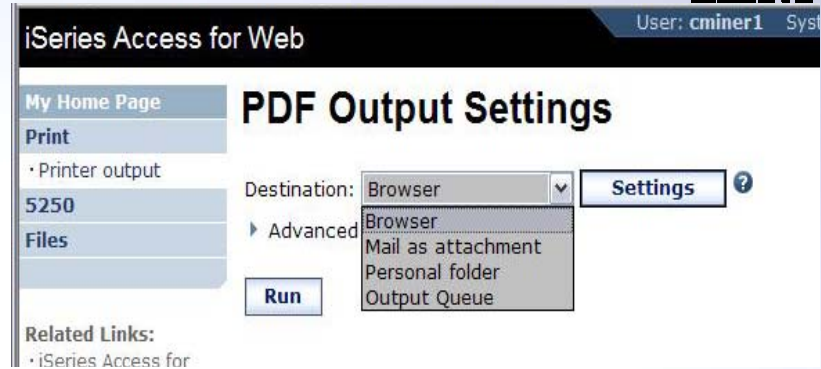 iSeries Access for Web
User: cminer1 Syst
My Home Page
Print
• Printer output
5250
Files
Related Links:
• iSeries Access for
PDF Output Settings
Destination: Browser Settings ?
Browser
Mail as attachment
Personal folder
Output Queue
Advanced
Run